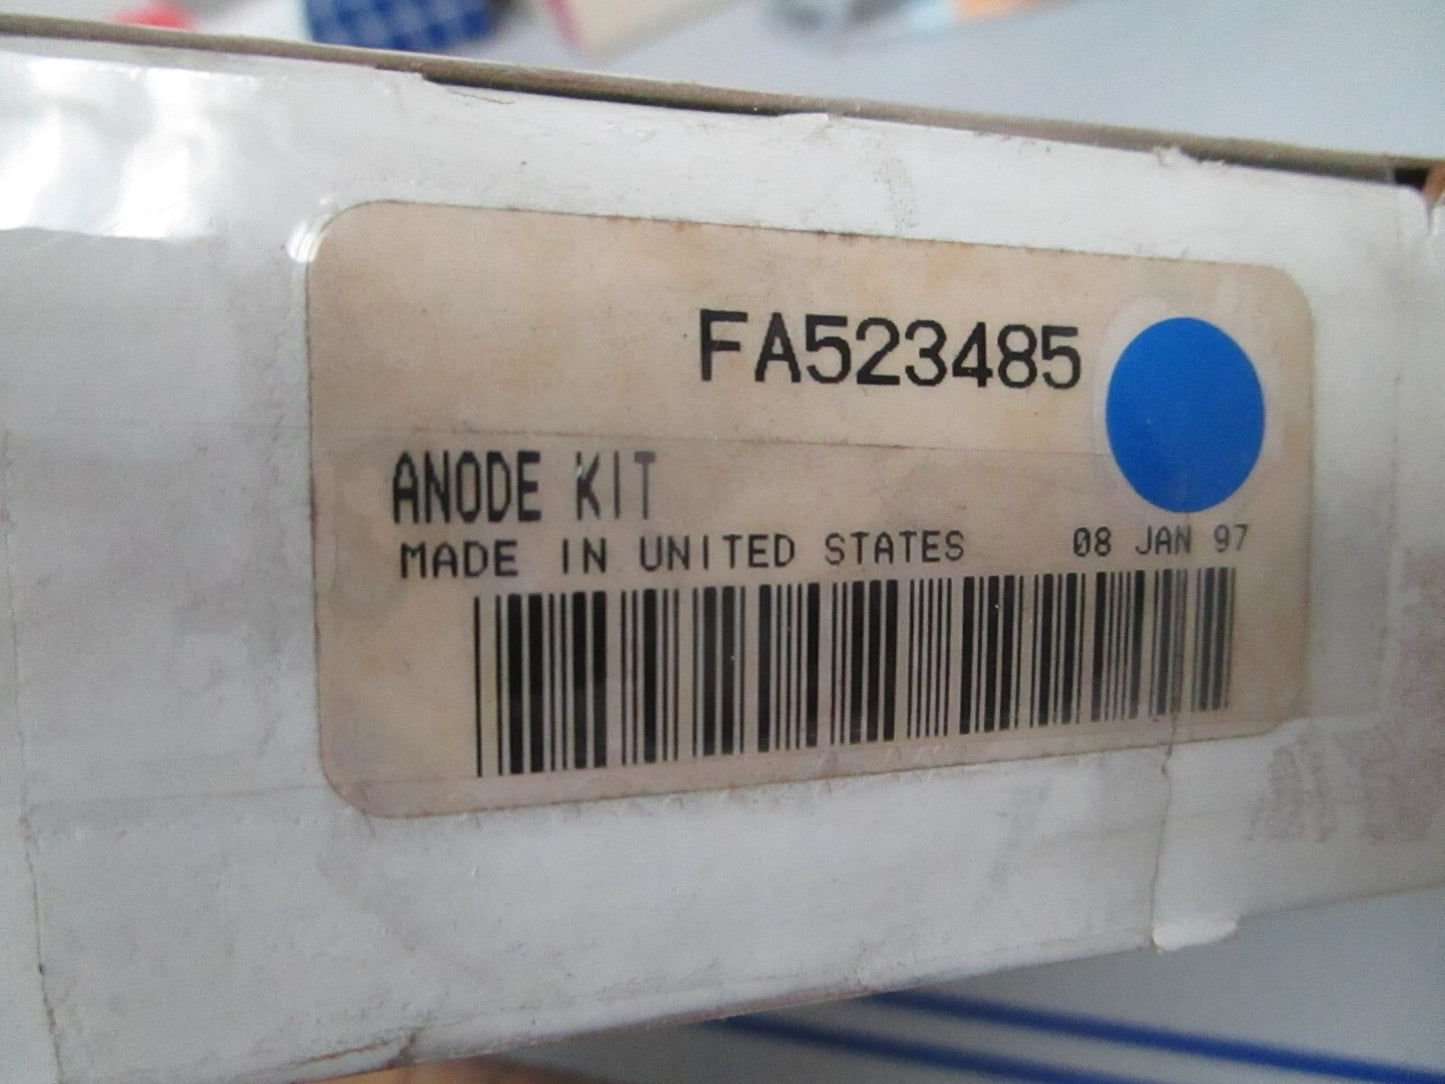 FA523485
ANODE KIT
MADE IN UNITED STATES 08 JAN 97